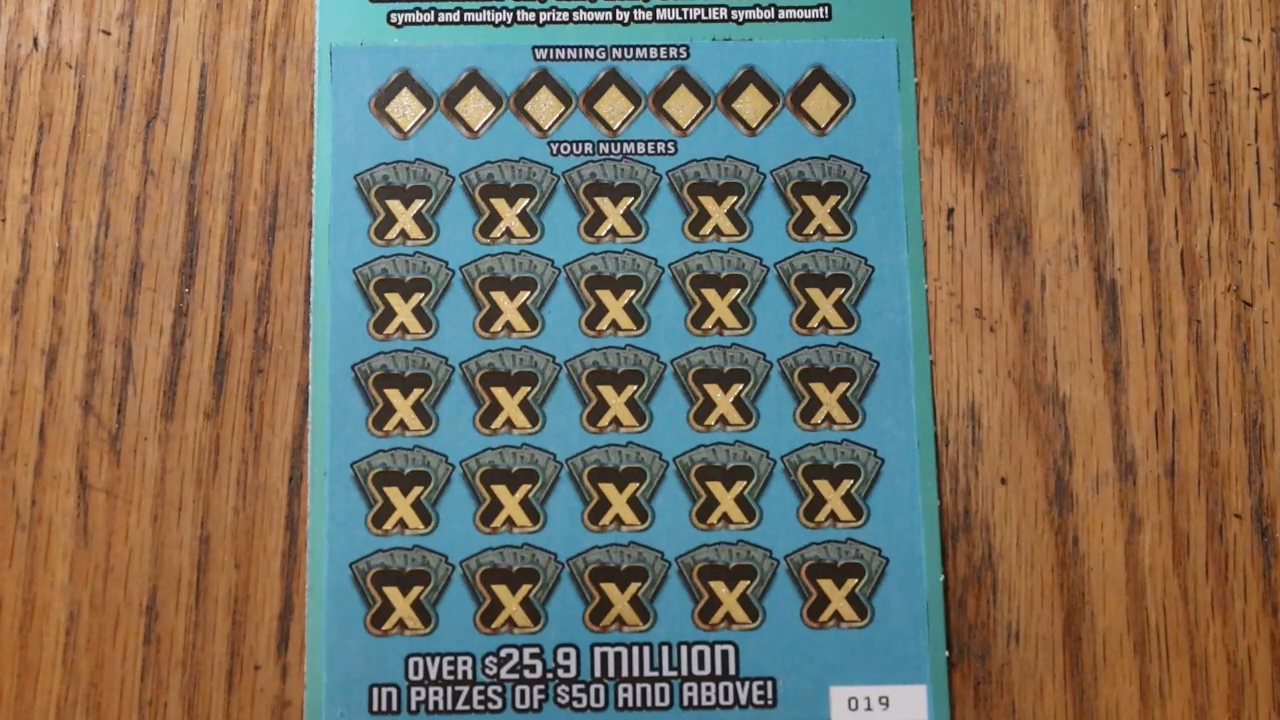 symbol and multiply the prize shown by the MULTIPLIER symbol amount!
WINNING NUMBERS
YOUR NUMBERS
X X X X X
X X X X X
X X X X X
X X X X X
X X X X X
OVER $25.9 MILLION
IN PRIZES OF $50 AND ABOVE!
019